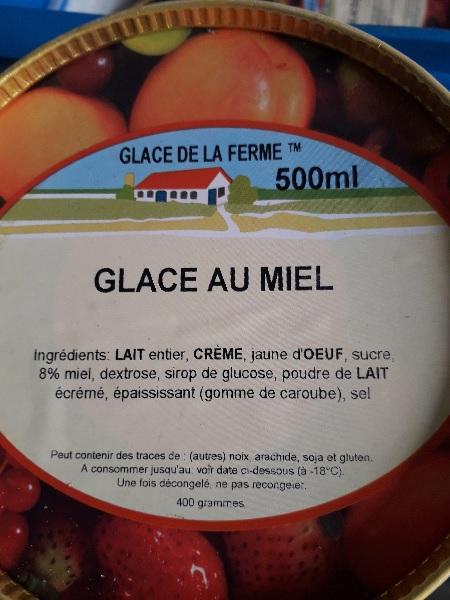 GLACE DE LA FERME ™
500ml
GLACE AU MIEL
Ingrédients: LAIT entier, CRÈME, jaune d'OEUF, sucre,
8% miel, dextrose, sirop de glucose, poudre de LAIT
écrémé, épaississant (gomme de caroube), sel
Peut contenir des traces de : (autres) noix, arachide, soja et gluten.
A consommer jusqu'au: voir date ci-dessous (à -18°C).
Une fois décongelé, ne pas recongeler.
400 grammes